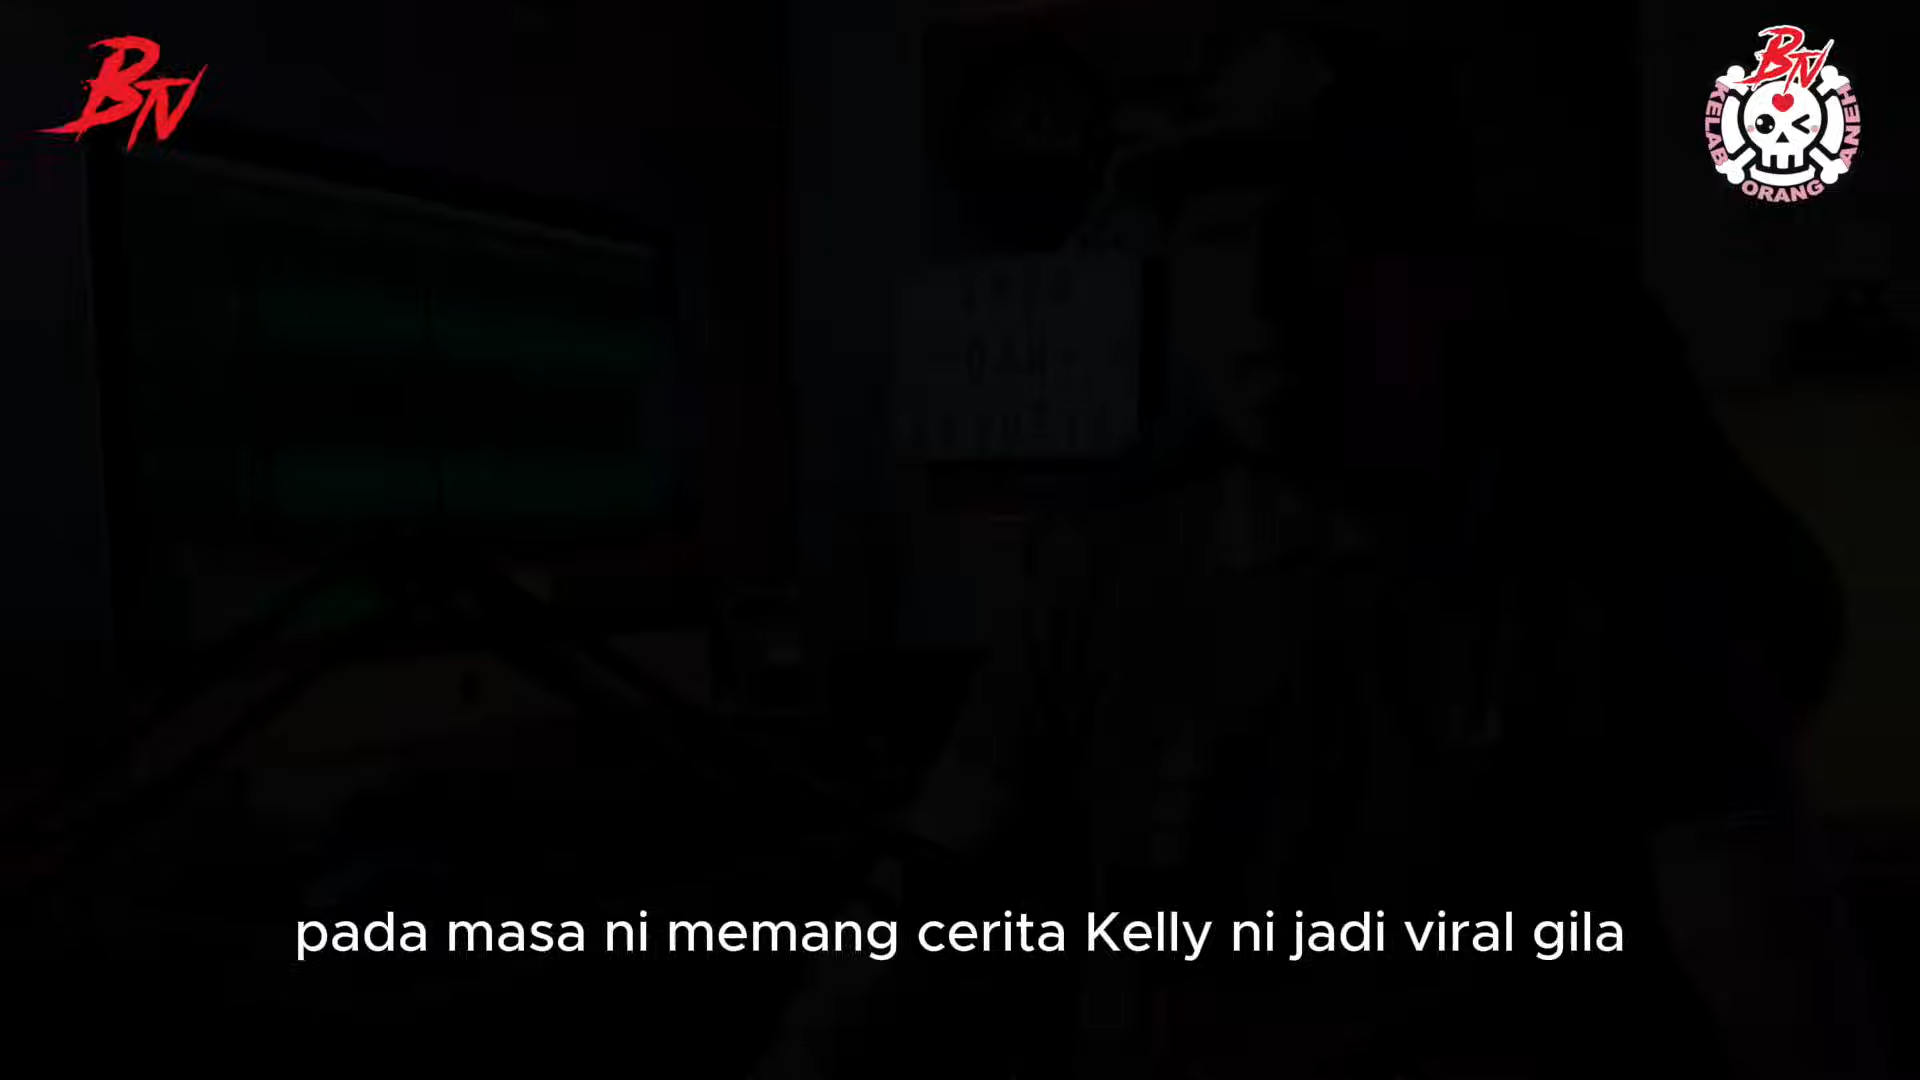 BN
BN
KELAB ORANG ANEH
pada masa ni memang cerita Kelly ni jadi viral gila